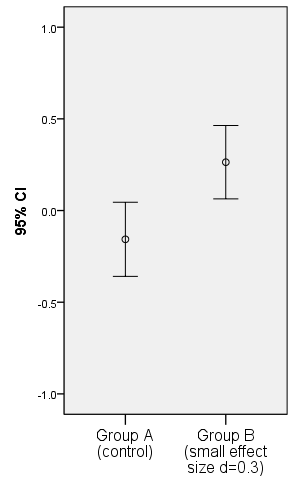 1.0
0.5
0.0
-0.5
-1.0
95% CI
Group A
(control)
Group B
(small effect
size d=0.3)